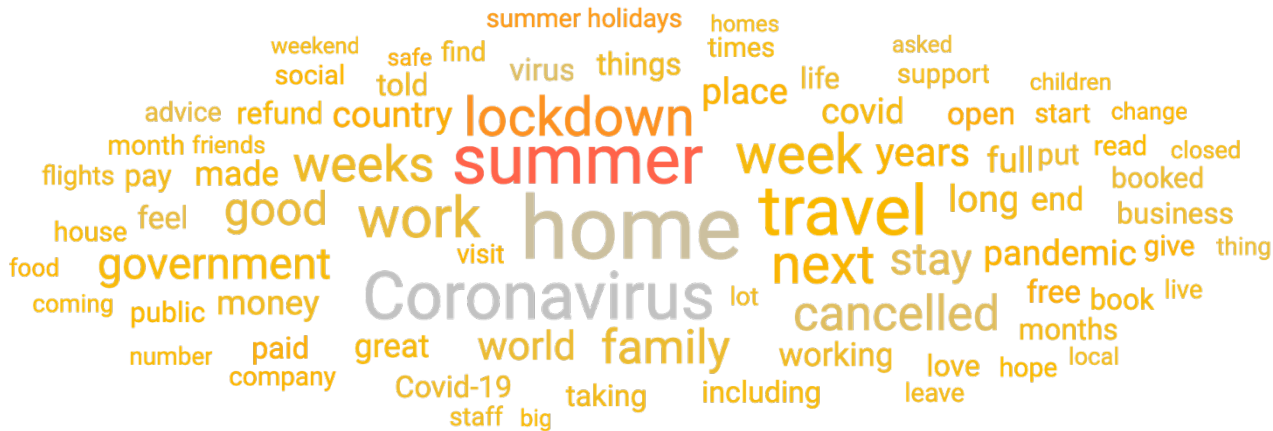 summer holidays homes
weekend safe find virus things times asked
social told place life support children
advice refund country lockdown covid open start change
month friends weeks summer week years full put read closed
flights pay made good work home travel long end booked
house feel visit next stay pandemic give business thing
food government Coronavirus lot cancelled free book live
coming public money months
number paid great world family working love hope local
company Covid-19 taking including leave
staff big